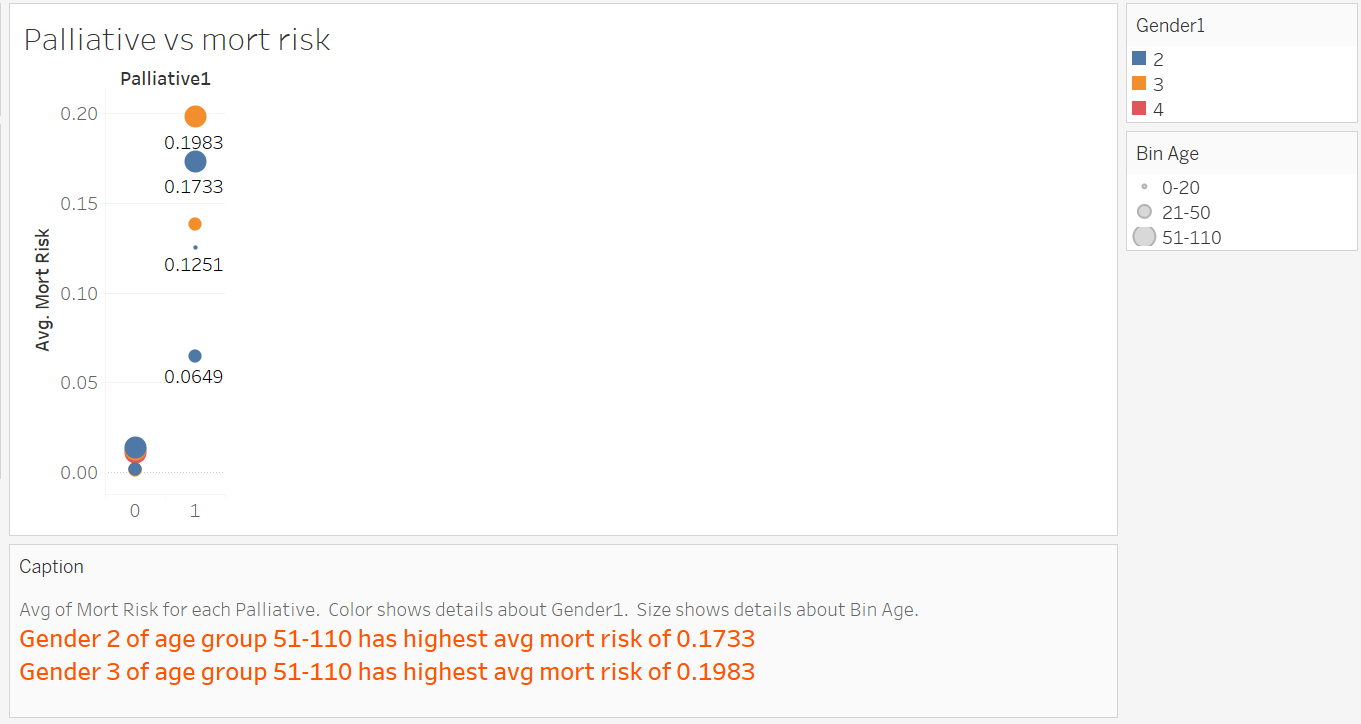 Palliative vs mort risk
Palliative1
Avg. Mort Risk
0.20
0.15
0.10
0.05
0.00
0.1983
0.1733
0.1251
0.0649
0 1
Gender1
2
3
4
Bin Age
0-20
21-50
51-110
Caption
Avg of Mort Risk for each Palliative. Color shows details about Gender1. Size shows details about Bin Age.
Gender 2 of age group 51-110 has highest avg mort risk of 0.1733
Gender 3 of age group 51-110 has highest avg mort risk of 0.1983